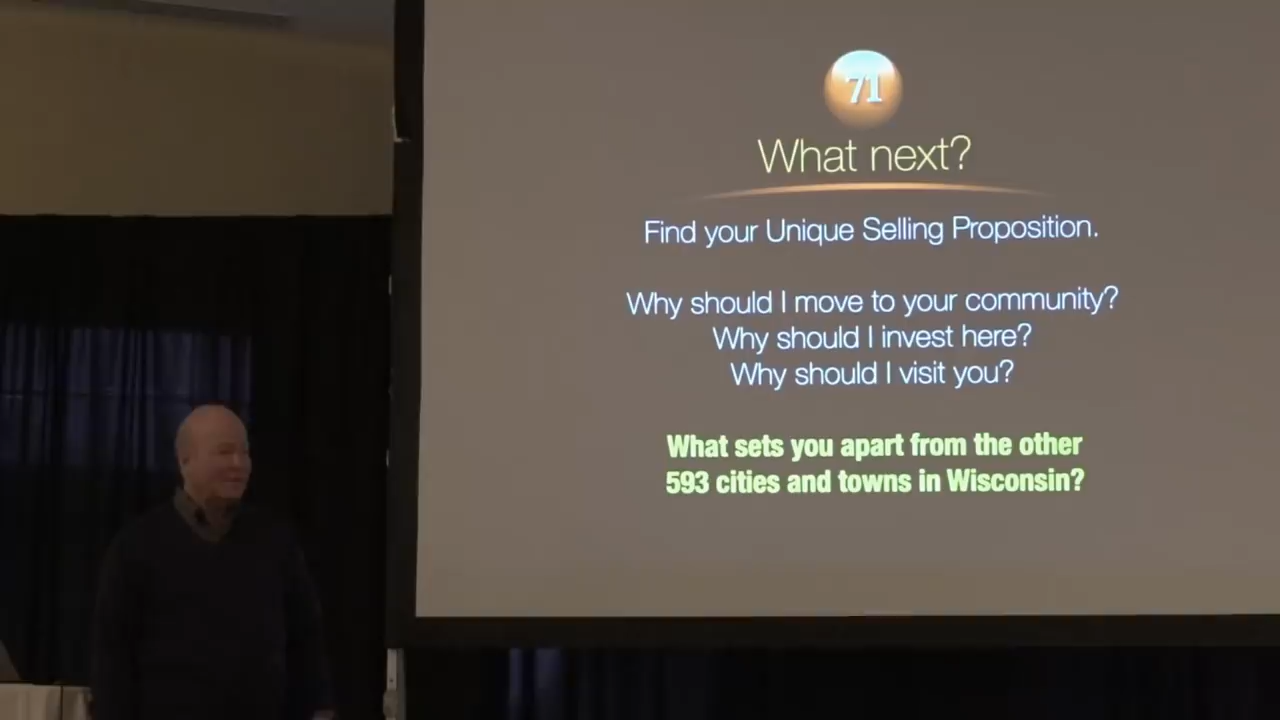 71
What next?
Find your Unique Selling Proposition.
Why should I move to your community?
Why should I invest here?
Why should I visit you?
What sets you apart from the other
593 cities and towns in Wisconsin?